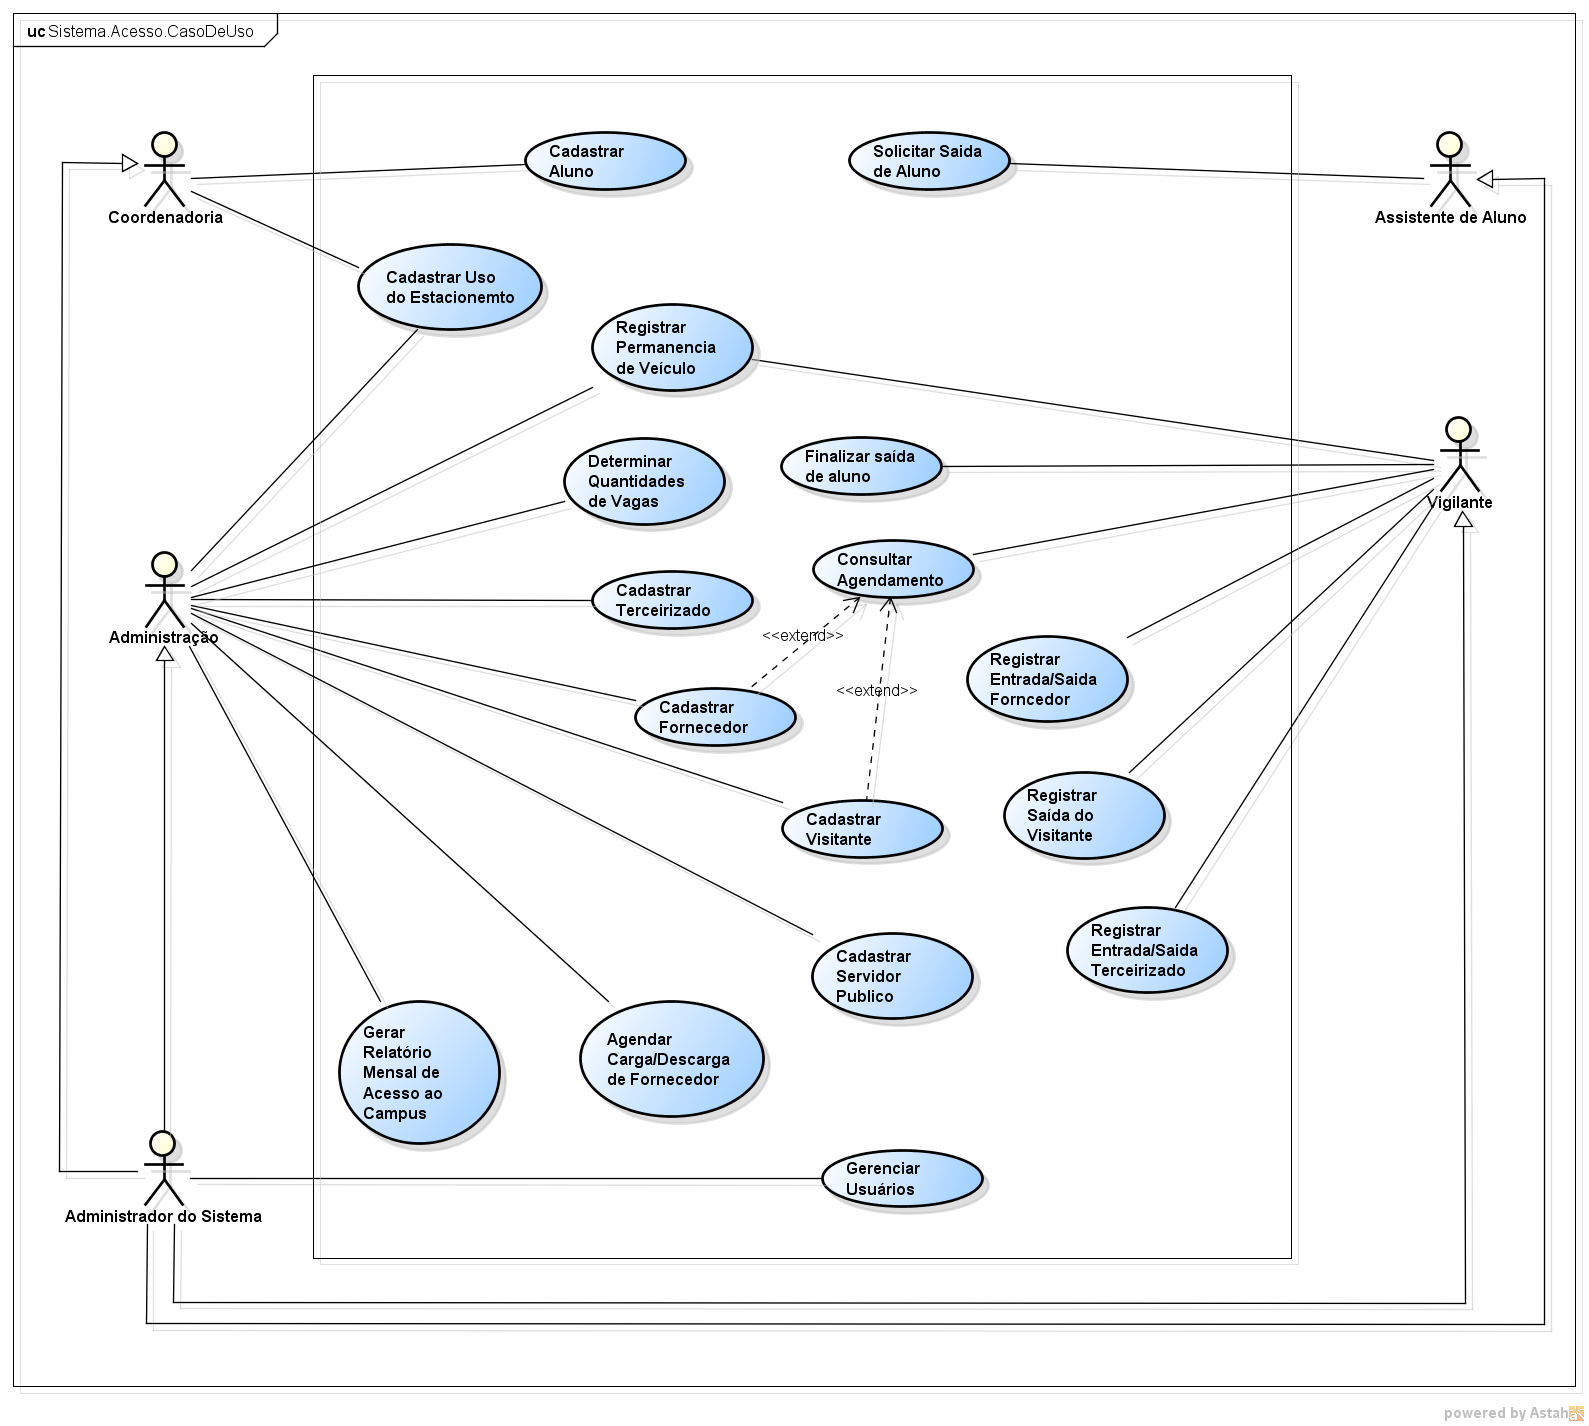 uc Sistema.Acesso.CasoDeUso
Cadastrar
Aluno
Solicitar Saida
de Aluno
Coordenadoria
Assistente de Aluno
Cadastrar Uso
do Estacionemto
Registrar
Permanencia
de Veículo
Determinar
Quantidades
de Vagas
Finalizar saída
de aluno
Vigilante
Consultar
Agendamento
Cadastrar
Terceirizado
Administração
<<extend>>
<<extend>>
Registrar
Entrada/Saida
Forncedor
Cadastrar
Fornecedor
Registrar
Saída do
Visitante
Cadastrar
Visitante
Registrar
Entrada/Saida
Terceirizado
Cadastrar
Servidor
Publico
Gerar
Relatório
Mensal de
Acesso ao
Campus
Agendar
Carga/Descarga
de Fornecedor
Gerenciar
Usuários
Administrador do Sistema
powered by Astah